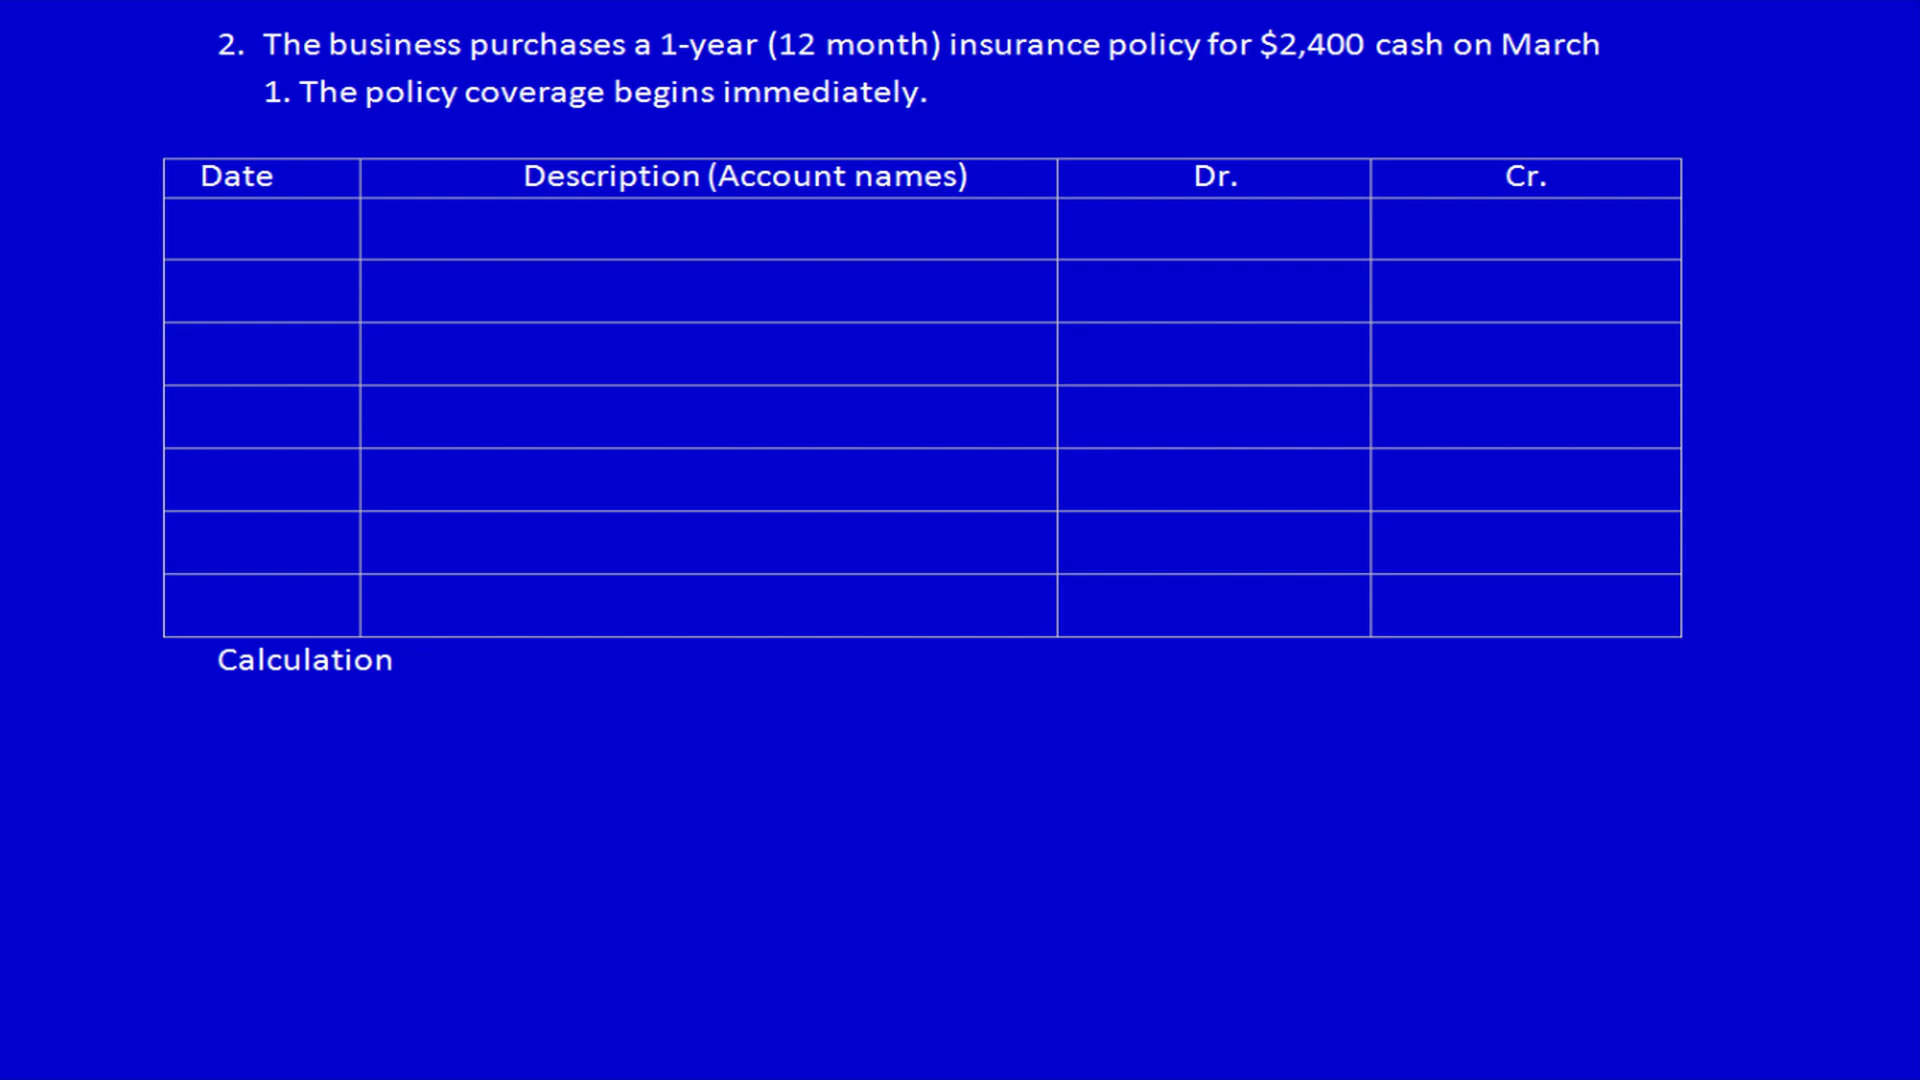 2. The business purchases a 1-year (12 month) insurance policy for $2,400 cash on March
1. The policy coverage begins immediately.
Date Description (Account names) Dr. Cr.
Calculation